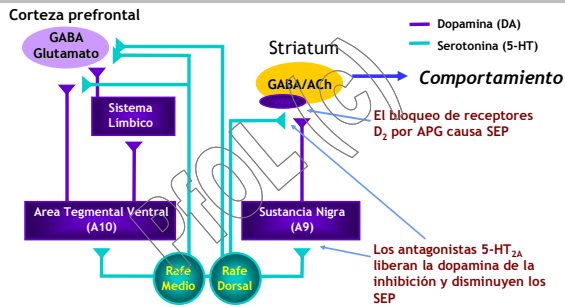 Corteza prefrontal
GABA
Glutamato
Dopamina (DA)
Serotonina (5-HT)
Striatum
GABA/ACh
Comportamiento
Sistema
Límbico
El bloqueo de receptores
D2 por APG causa SEP
Area Tegmental Ventral
(A10)
Sustancia Nigra
(A9)
Rafe
Medio
Rafe
Dorsal
Los antagonistas 5-HT2A
liberan la dopamina de la
inhibición y disminuyen los
SEP